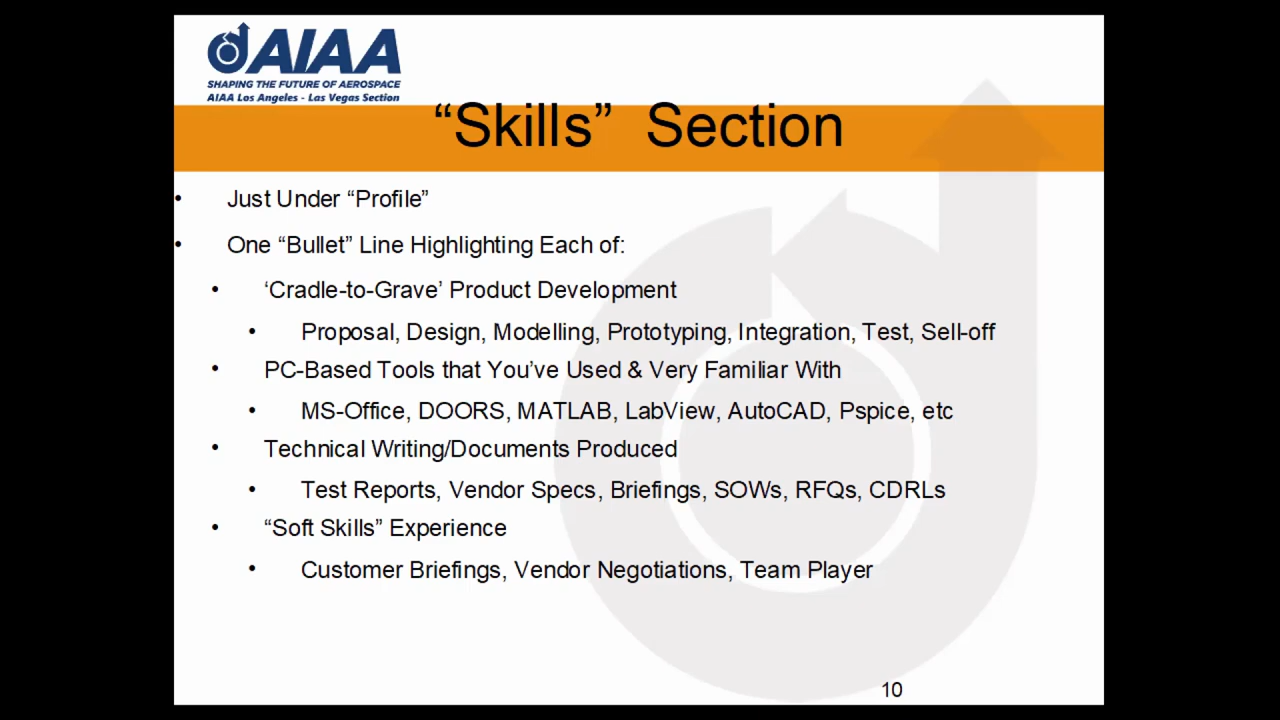 AIAA
SHAPING THE FUTURE OF AEROSPACE
AIAA Los Angeles - Las Vegas Section
“Skills” Section
• Just Under “Profile”
• One “Bullet” Line Highlighting Each of:
• ‘Cradle-to-Grave’ Product Development
• Proposal, Design, Modelling, Prototyping, Integration, Test, Sell-off
• PC-Based Tools that You’ve Used & Very Familiar With
• MS-Office, DOORS, MATLAB, LabView, AutoCAD, Pspice, etc
• Technical Writing/Documents Produced
• Test Reports, Vendor Specs, Briefings, SOWs, RFQs, CDRLs
• “Soft Skills” Experience
• Customer Briefings, Vendor Negotiations, Team Player
10